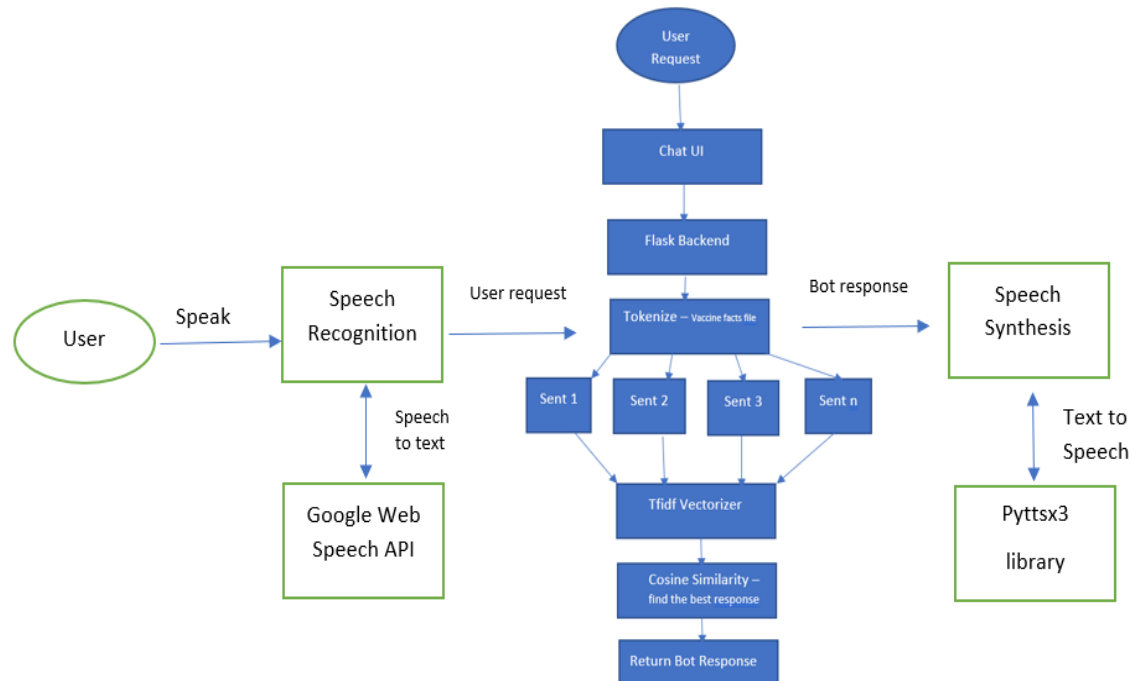 User
Request
Chat UI
Flask Backend
Tokenize – Vaccine facts file
Sent 1
Sent 2
Sent 3
Sent n
Tfidf Vectorizer
Cosine Similarity –
find the best response
Return Bot Response
User
Speak
Speech
Recognition
Speech
to text
Google Web
Speech API
User request
Bot response
Speech
Synthesis
Text to
Speech
Pyttsx3
library